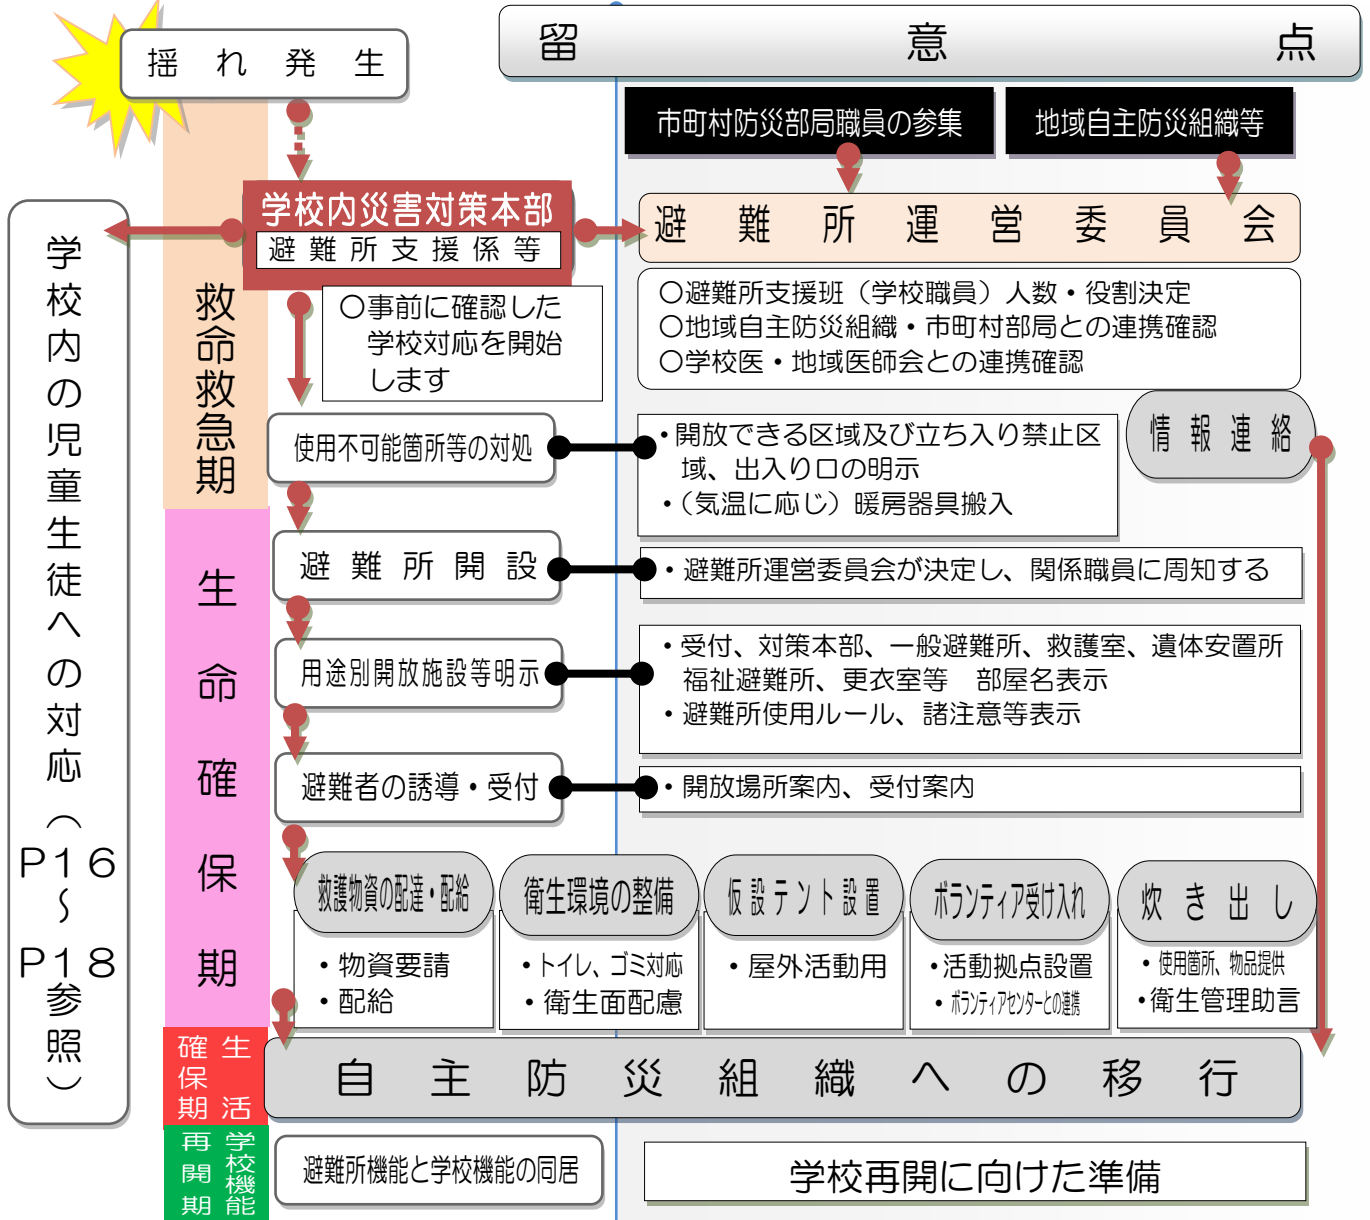 揺れ発生
留意点
市町村防災部局職員の参集
地域自主防災組織等
学校内災害対策本部
避難所支援係等
避難所運営委員会
〇避難所支援班（学校職員）人数・役割決定
〇地域自主防災組織・市町村部局との連携確認
〇学校医・地域医師会との連携確認
〇事前に確認した
学校対応を開始
します
学校内の児童生徒への対応（P16～P18参照）
救命救急期
使用不可能箇所等の対処
・開放できる区域及び立ち入り禁止区
域、出入り口の明示
・（気温に応じ）暖房器具搬入
情報連絡
生命確保期
避難所開設
・避難所運営委員会が決定し、関係職員に周知する
用途別開放施設等明示
・受付、対策本部、一般避難所、救護室、遺体安置所
福祉避難所、更衣室等　部屋名表示
・避難所使用ルール、諸注意等表示
避難者の誘導・受付
・開放場所案内、受付案内
救護物資の配達・配給
・物資要請
・配給
衛生環境の整備
・トイレ、ゴミ対応
・衛生面配慮
仮設テント設置
・屋外活動用
ボランティア受け入れ
・活動拠点設置
・ボランティアセンターとの連携
炊き出し
・使用箇所、物品提供
・衛生管理助言
生活
確保期
自主防災組織への移行
学校機能
再開期
避難所機能と学校機能の同居
学校再開に向けた準備